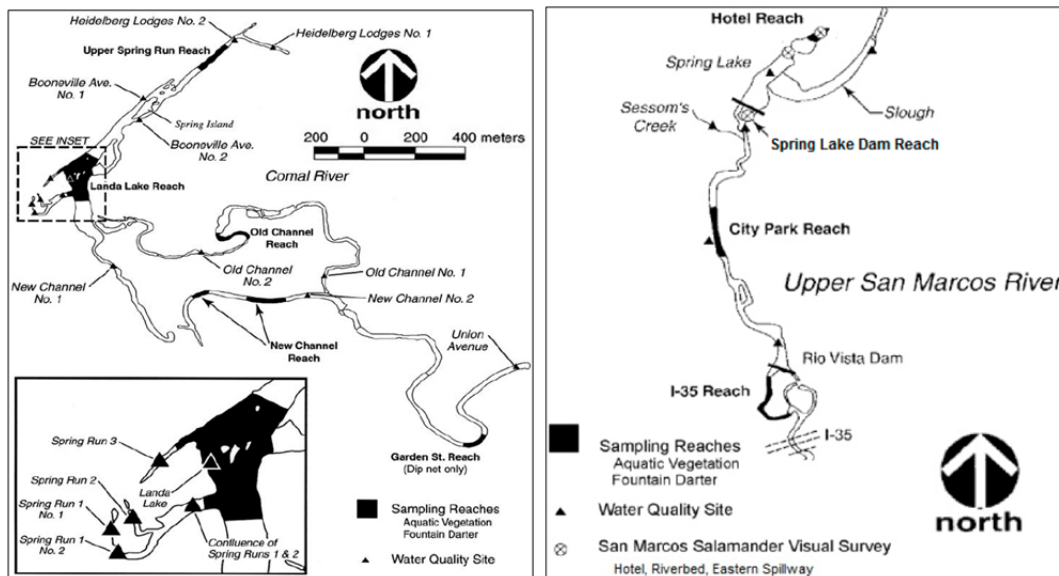 Heidelberg Lodges No. 2
Heidelberg Lodges No. 1
Upper Spring Run Reach
Booneville Ave.
No. 1
north
Spring Island
SEE INSET
Booneville Ave.
No. 2
200 0 200 400 meters
Comal River
Landa Lake Reach
Old Channel
Reach
New Channel
No. 1
Old Channel
No. 2
Old Channel No. 1
New Channel No. 2
New Channel
Reach
Union
Avenue
Garden St. Reach
(Dip net only)
Spring Run 3
Spring Run 2
Landa
Lake
Spring Run 1
No. 1
Spring Run 1
No. 2
Confluence of
Spring Runs 1 & 2
Sampling Reaches
Aquatic Vegetation
Fountain Darter
Water Quality Site
Hotel Reach
Spring Lake
Sessom's
Creek
Slough
Spring Lake Dam Reach
City Park Reach
Upper San Marcos River
Rio Vista Dam
I-35 Reach
I-35
Sampling Reaches
Aquatic Vegetation
Fountain Darter
Water Quality Site
north
San Marcos Salamander Visual Survey
Hotel, Riverbed, Eastern Spillway